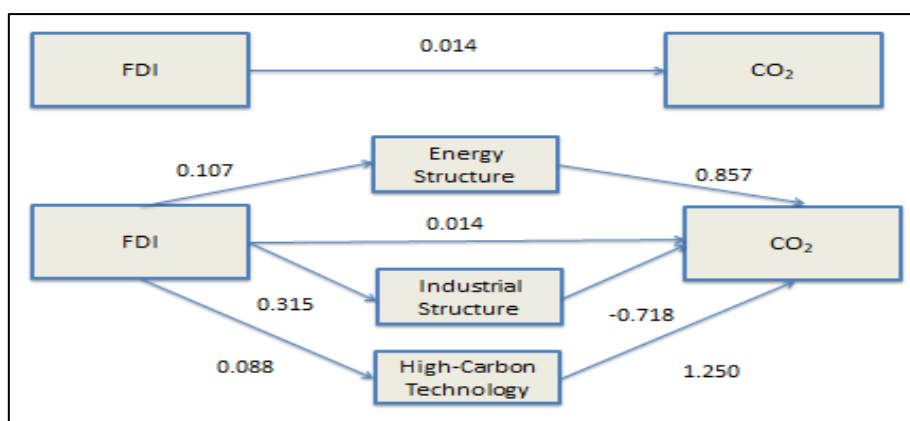 0.014
FDI
CO₂
Energy
Structure
0.107
0.857
0.014
FDI
CO₂
Industrial
Structure
0.315
-0.718
High-Carbon
Technology
0.088
1.250